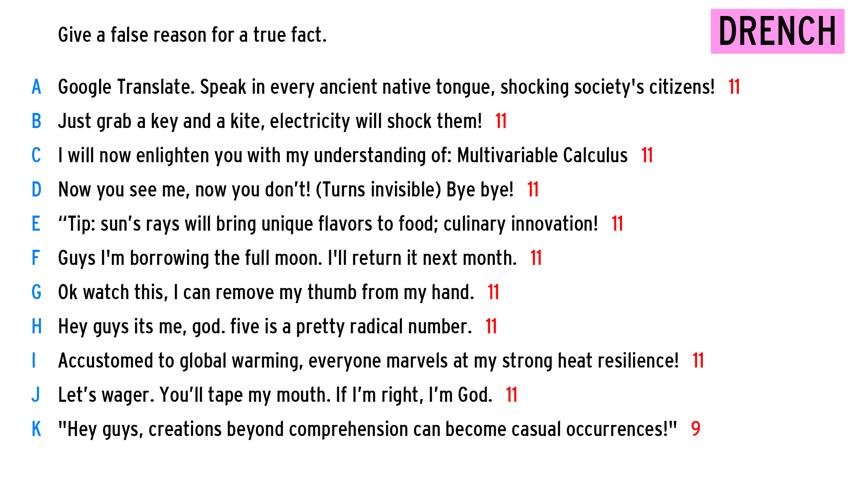 Give a false reason for a true fact.
DRENCH
A Google Translate. Speak in every ancient native tongue, shocking society's citizens! 11
B Just grab a key and a kite, electricity will shock them! 11
C I will now enlighten you with my understanding of: Multivariable Calculus 11
D Now you see me, now you don’t! (Turns invisible) Bye bye! 11
E “Tip: sun’s rays will bring unique flavors to food; culinary innovation! 11
F Guys I'm borrowing the full moon. I'll return it next month. 11
G Ok watch this, I can remove my thumb from my hand. 11
H Hey guys its me, god. five is a pretty radical number. 11
I Accustomed to global warming, everyone marvels at my strong heat resilience! 11
J Let’s wager. You’ll tape my mouth. If I’m right, I’m God. 11
K "Hey guys, creations beyond comprehension can become casual occurrences!" 9